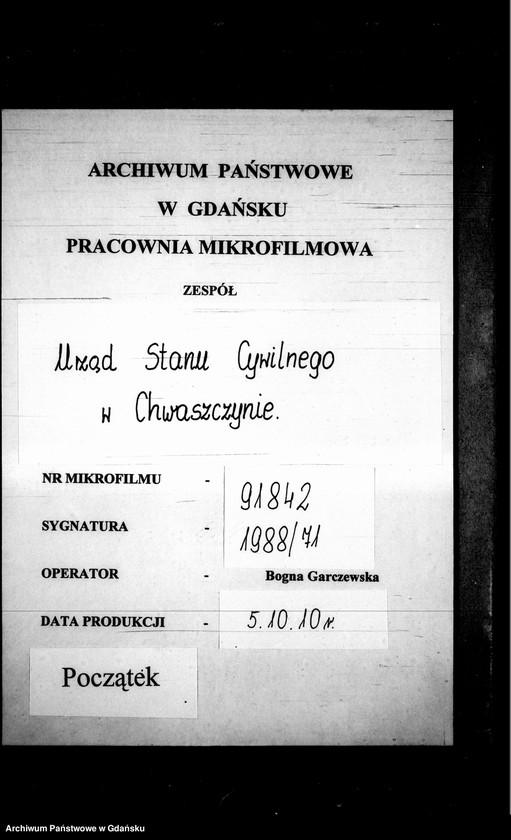 ARCHIWUM PAŃSTWOWE
W GDAŃSKU
PRACOWNIA MIKROFILMOWA
ZESPÓŁ
Urząd Stanu Cywilnego
w Chwaszczynie.
NR MIKROFILMU - 91842
SYGNATURA - 1988/71
OPERATOR - Bogna Garczewska
DATA PRODUKCJI - 5.10.10r.
Początek
Archiwum Państwowe w Gdańsku